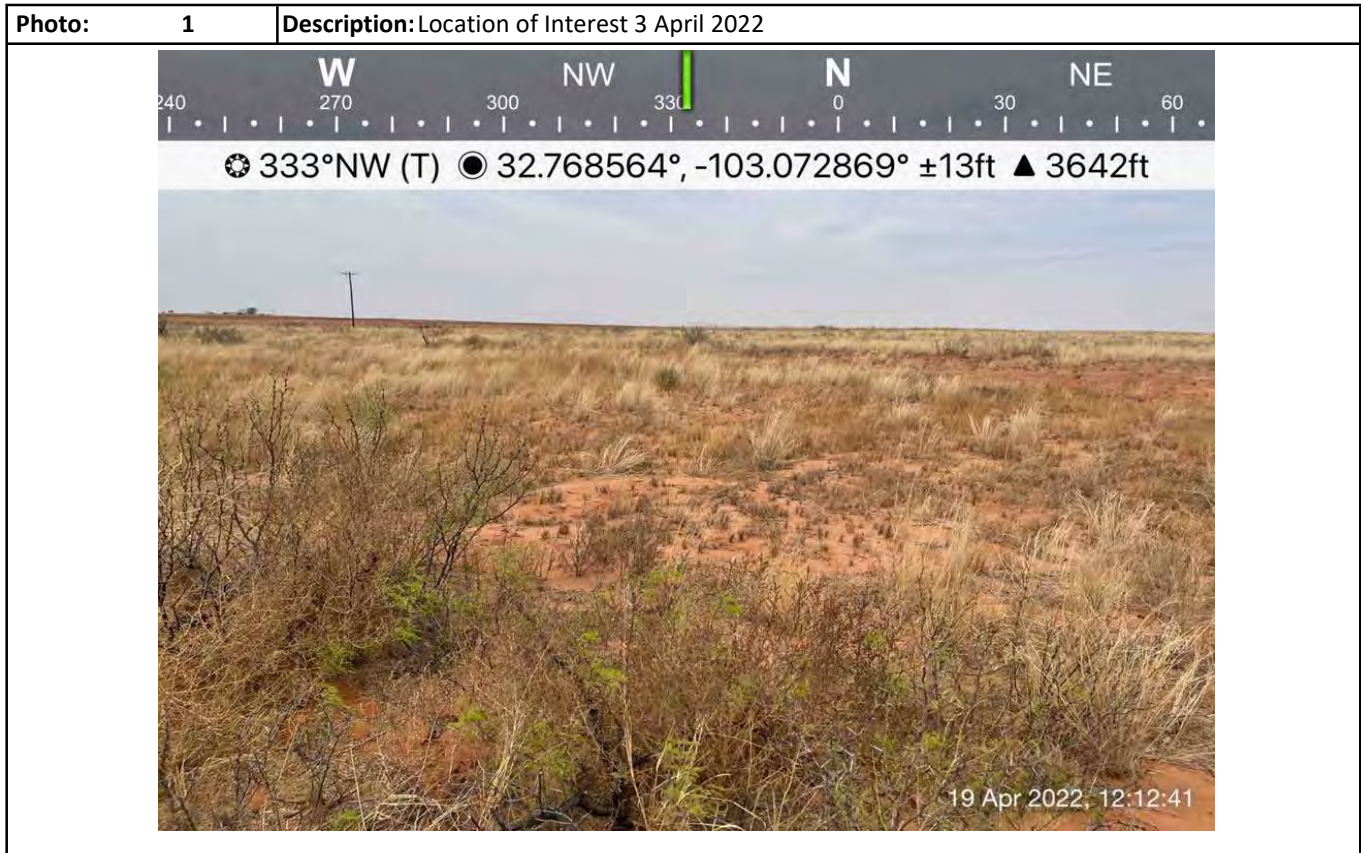 Photo: 1 Description: Location of Interest 3 April 2022
W NW N NE
240 270 300 330 0 30 60
333°NW (T) 32.768564°, -103.072869° ±13ft ▲ 3642ft
19 Apr 2022, 12:12:41